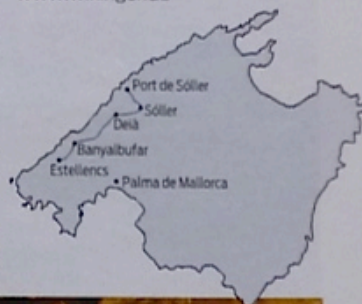 Port de Sóller
Sóller
Deià
Banyalbufar
Estellencs
Palma de Mallorca